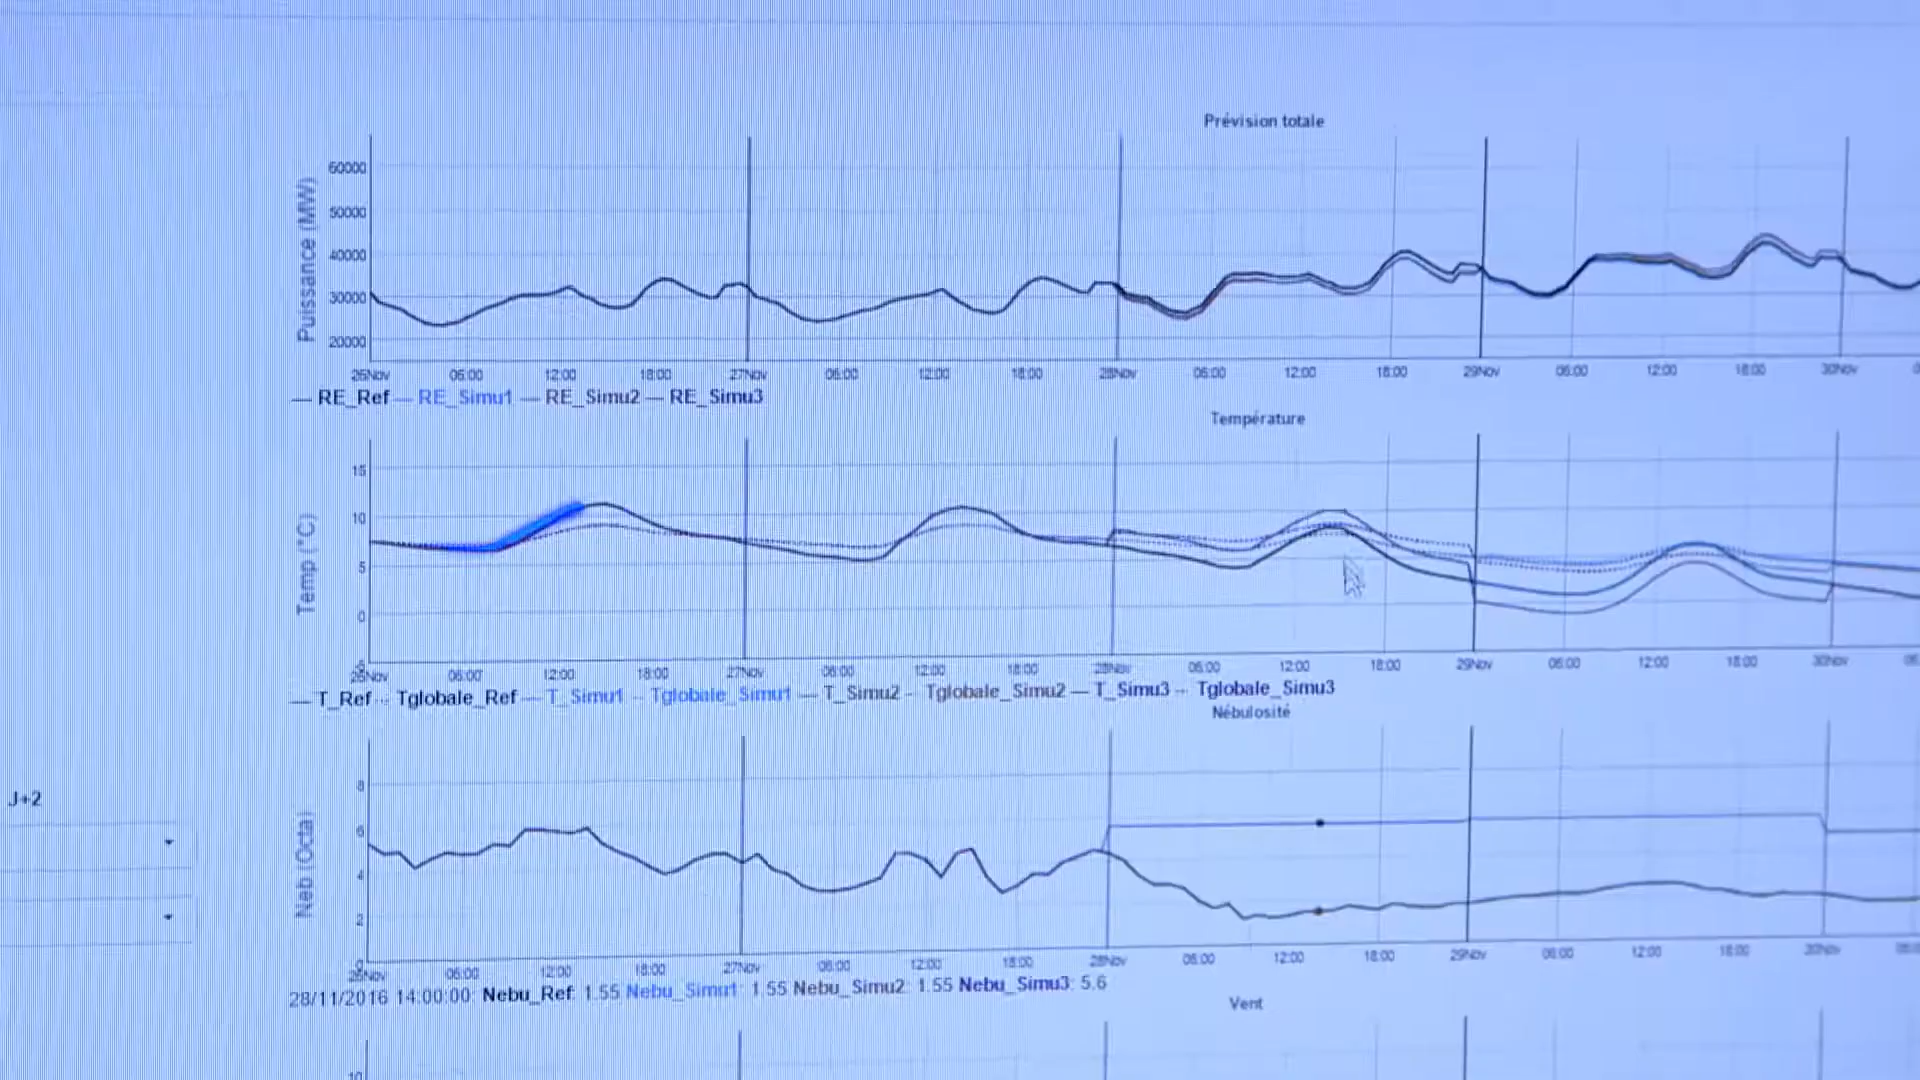 Prévision totale
Puissance (MW)
60000
50000
40000
30000
20000
06:00 12:00 18:00 27Nov 06:00 12:00 18:00 28Nov 06:00 12:00 18:00 29Nov 06:00 12:00 18:00 30Nov
RE_Ref RE_Simu1 RE_Simu2 RE_Simu3
Température
Temp (°C)
15
10
5
0
06:00 12:00 18:00 27Nov 06:00 12:00 18:00 28Nov 06:00 12:00 18:00 29Nov 06:00 12:00 18:00 30Nov
T_Ref Tglobale_Ref T_Simu1 Tglobale_Simu1 T_Simu2 Tglobale_Simu2 T_Simu3 Tglobale_Simu3
Nébulosité
J+2
Neb (Octa)
8
6
4
2
06:00 12:00 18:00 27Nov 06:00 12:00 18:00 28Nov 06:00 12:00 18:00 29Nov 06:00 12:00 18:00 30Nov
28/11/2016 14:00:00: Nebu_Ref: 1.55 Nebu_Simu1: 1.55 Nebu_Simu2: 1.55 Nebu_Simu3: 5.6
Vent
10